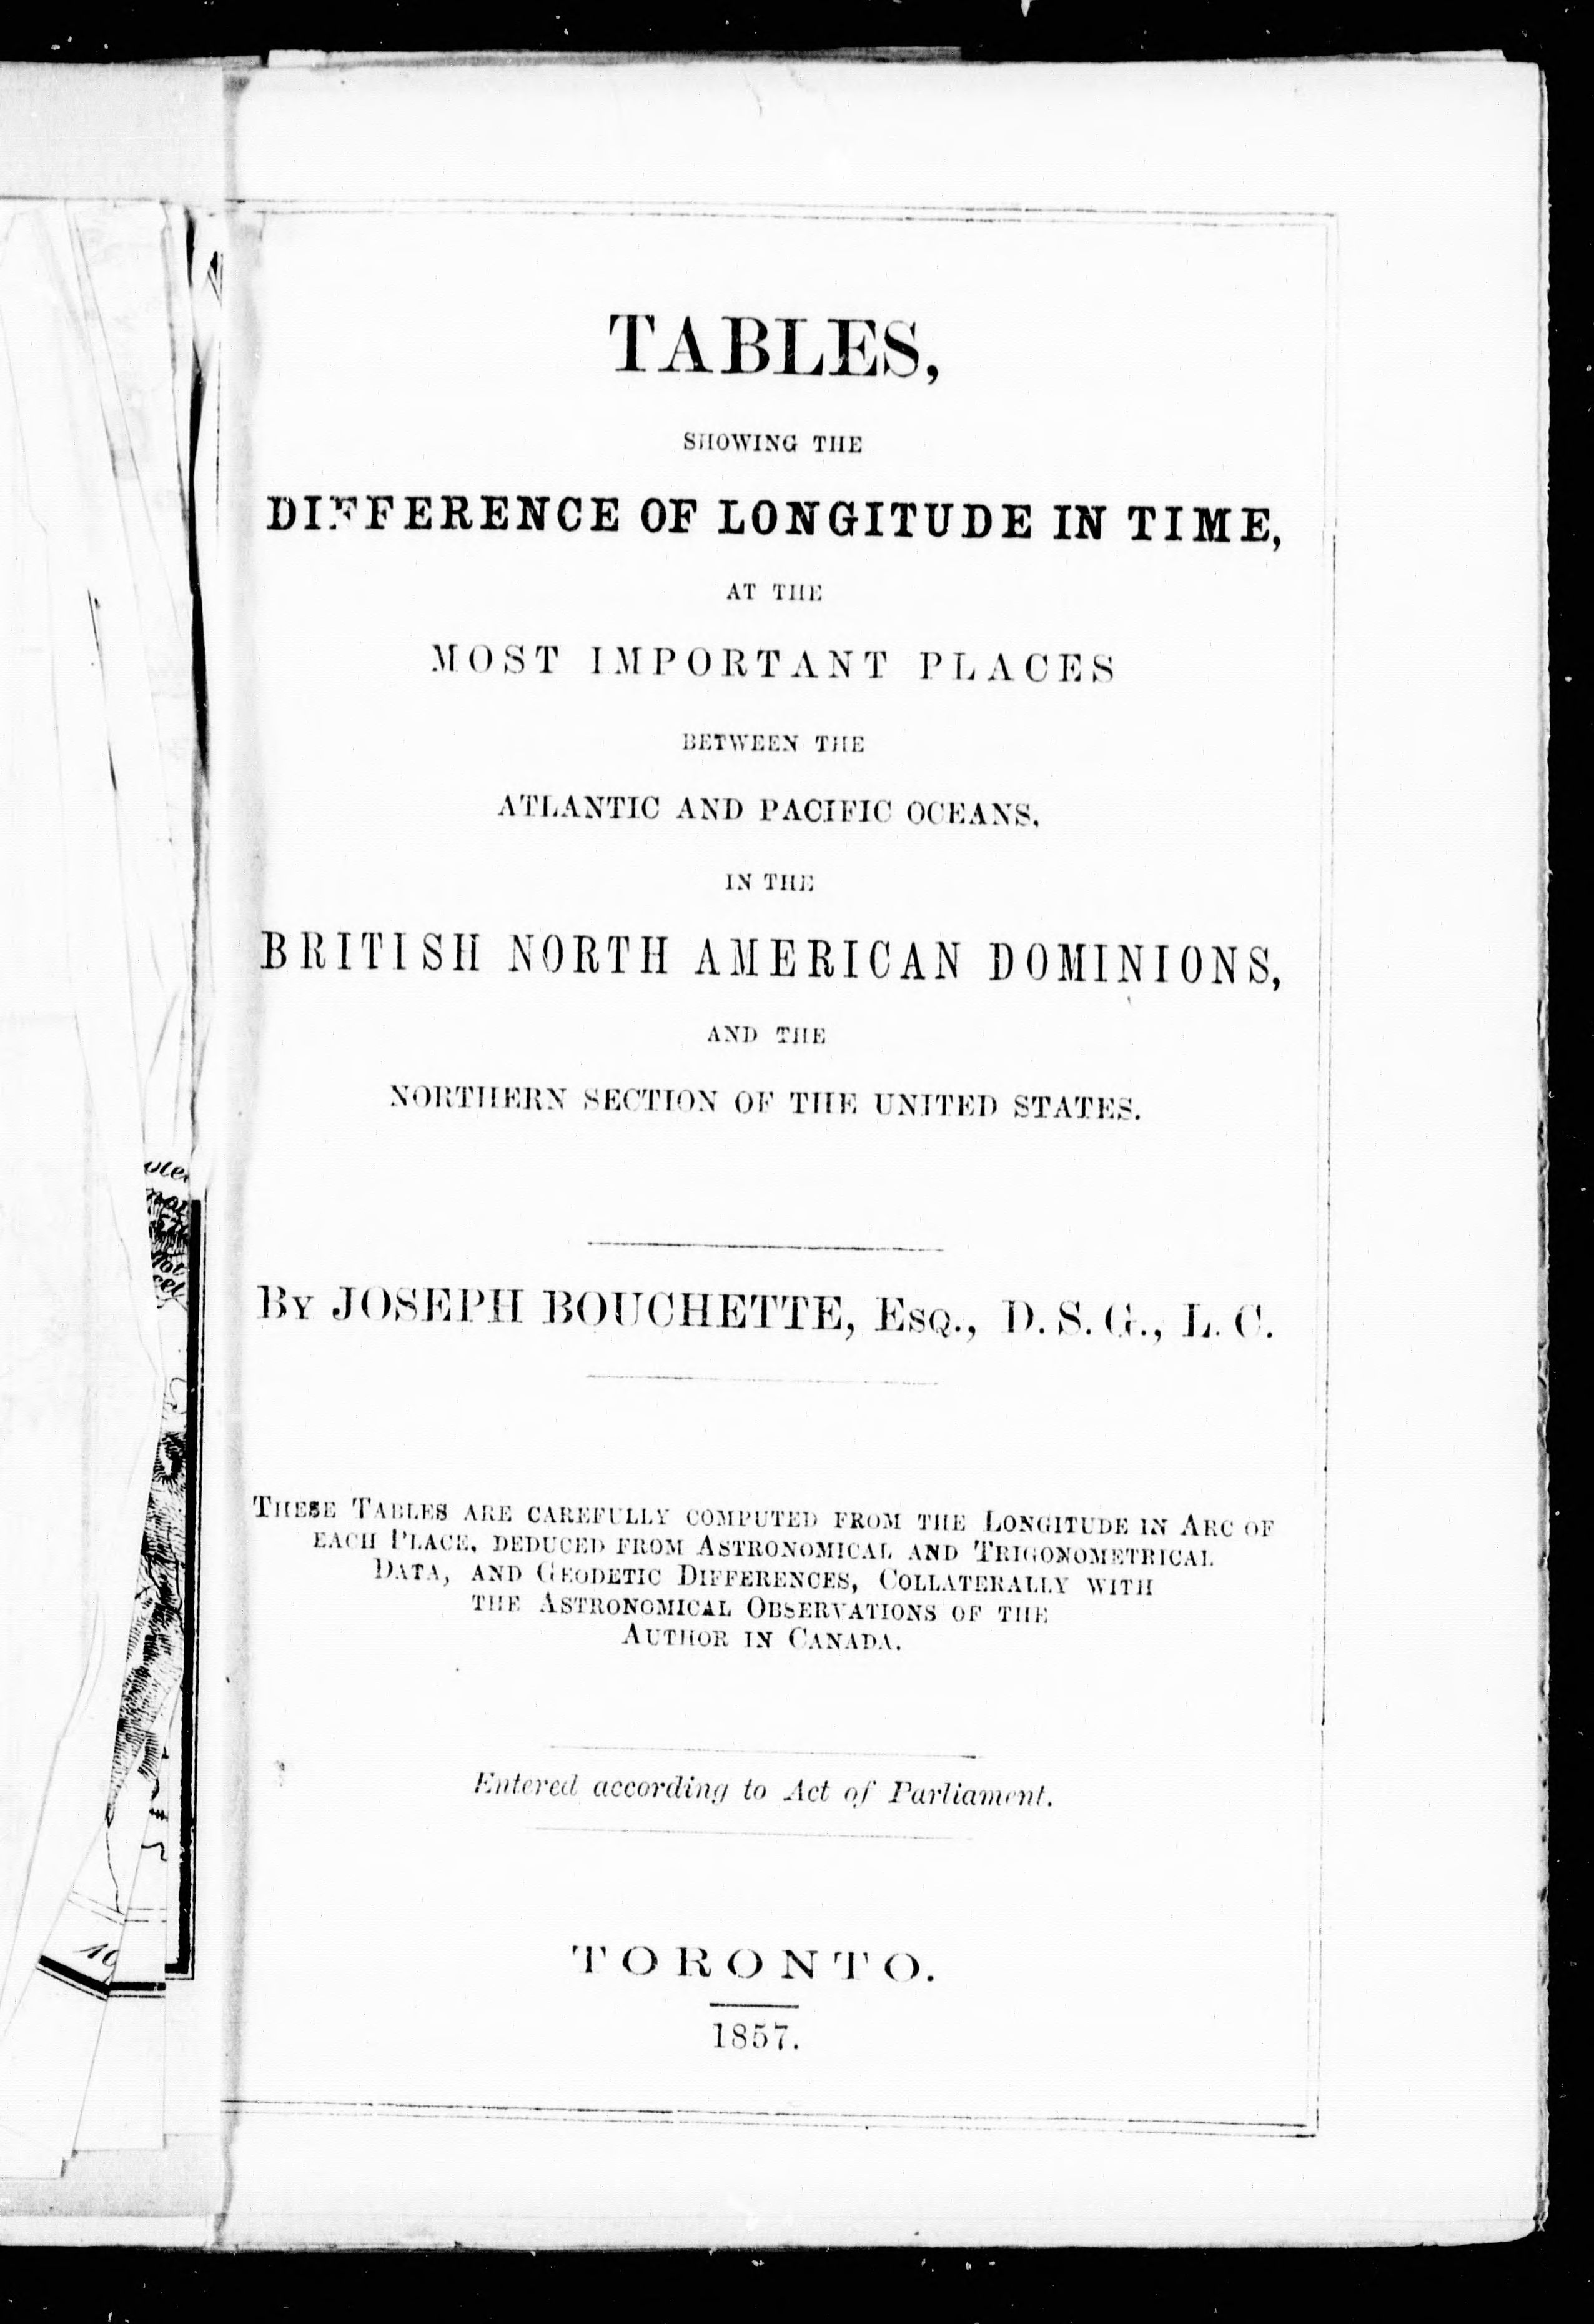 TABLES,
SHOWING THE
DIFFERENCE OF LONGITUDE IN TIME,
AT THE
MOST IMPORTANT PLACES
BETWEEN THE
ATLANTIC AND PACIFIC OCEANS,
IN THE
BRITISH NORTH AMERICAN DOMINIONS,
AND THE
NORTHERN SECTION OF THE UNITED STATES.
BY JOSEPH BOUCHETTE, ESQ., D. S. G., L. C.
THESE TABLES ARE CAREFULLY COMPUTED FROM THE LONGITUDE IN ARC OF
EACH PLACE, DEDUCED FROM ASTRONOMICAL AND TRIGONOMETRICAL
DATA, AND GEODETIC DIFFERENCES, COLLATERALLY WITH
THE ASTRONOMICAL OBSERVATIONS OF THE
AUTHOR IN CANADA.
Entered according to Act of Parliament.
TORONTO.
1857.